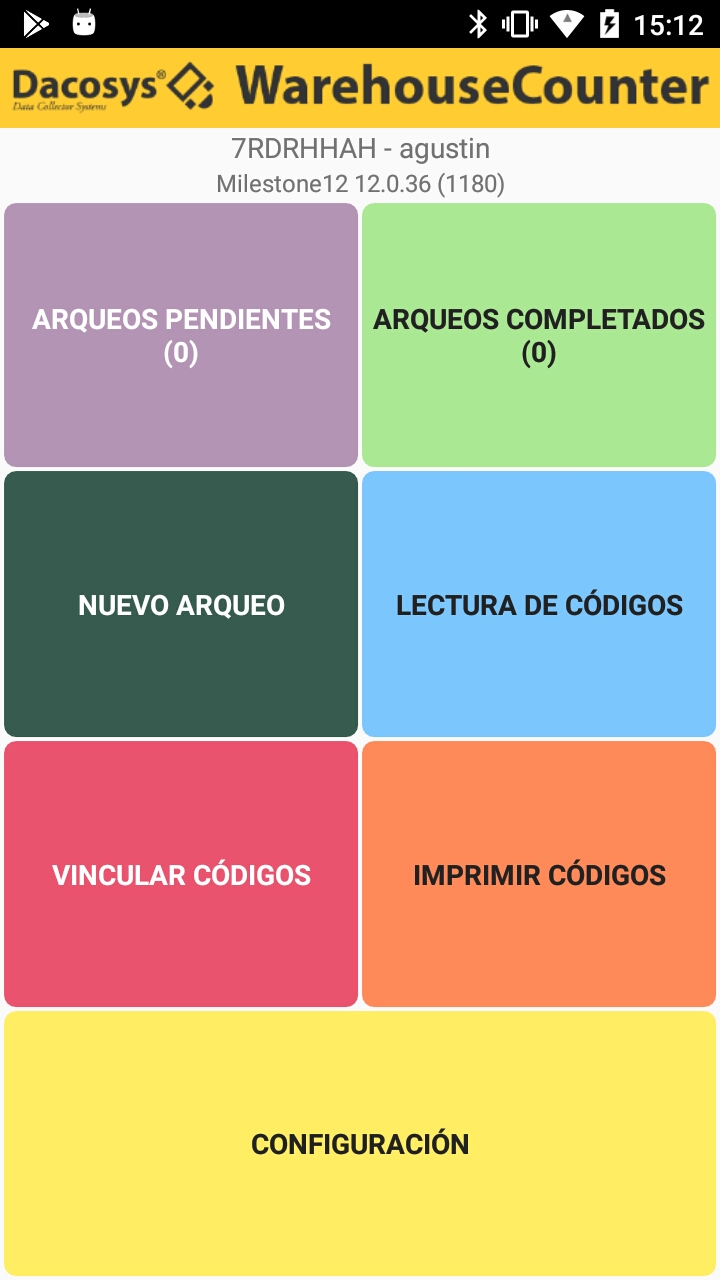 15:12
Dacosys® WarehouseCounter
Data Collector Systems
7RDRHHAH - agustin
Milestone12 12.0.36 (1180)
ARQUEOS PENDIENTES
(0)
ARQUEOS COMPLETADOS
(0)
NUEVO ARQUEO
LECTURA DE CÓDIGOS
VINCULAR CÓDIGOS
IMPRIMIR CÓDIGOS
CONFIGURACIÓN